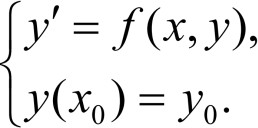 y′ = f(x, y),
y(x₀) = y₀.